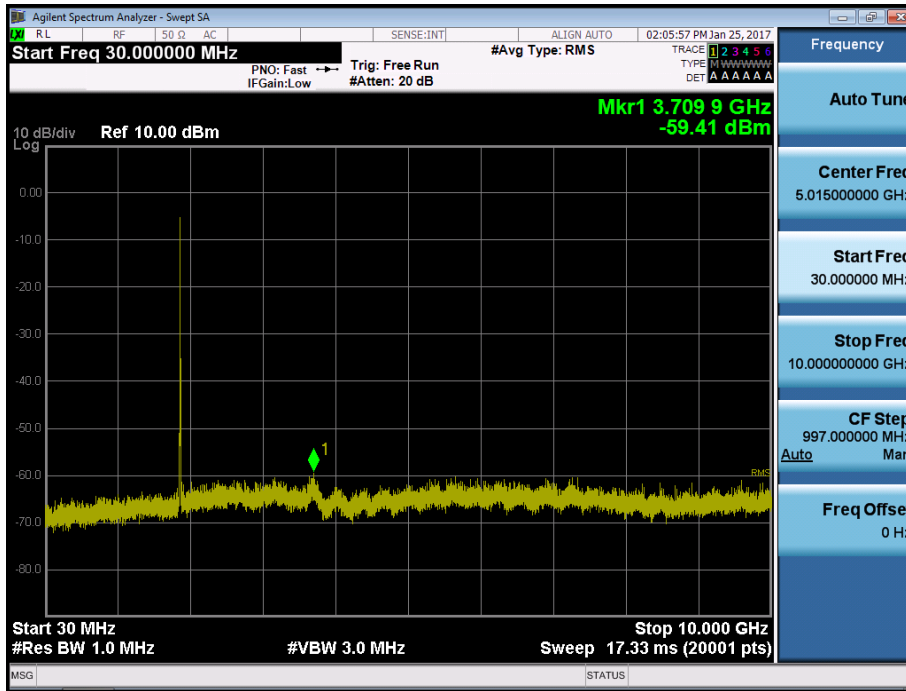 Agilent Spectrum Analyzer - Swept SA
LXI RL RF 50 Ω AC SENSE:INT ALIGN AUTO 02:05:57 PM Jan 25, 2017
Start Freq 30.000000 MHz
PNO: Fast
IFGain:Low
Trig: Free Run
#Atten: 20 dB
#Avg Type: RMS
TRACE 1 2 3 4 5 6
TYPE M WWWWW
DET A A A A A A
Mkr1 3.709 9 GHz
-59.41 dBm
10 dB/div Ref 10.00 dBm
Log
0.00
-10.0
-20.0
-30.0
-40.0
-50.0
1
-60.0
RMS
-70.0
-80.0
Start 30 MHz Stop 10.000 GHz
#Res BW 1.0 MHz #VBW 3.0 MHz Sweep 17.33 ms (20001 pts)
MSG STATUS
Frequency
Auto Tune
Center Freq
5.015000000 GHz
Start Freq
30.000000 MHz
Stop Freq
10.000000000 GHz
CF Step
997.000000 MHz
Auto Man
Freq Offset
0 Hz